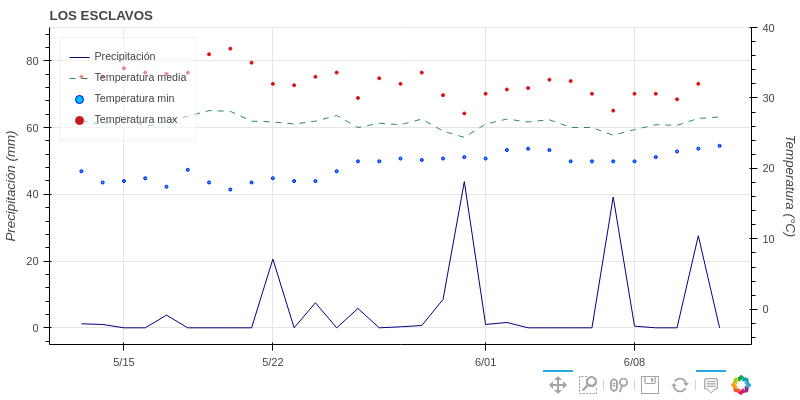 LOS ESCLAVOS
Precipitación
Temperatura media
Temperatura min
Temperatura max
Precipitación (mm)
80
60
40
20
0
Temperatura (°C)
40
30
20
10
0
5/15
5/22
6/01
6/08